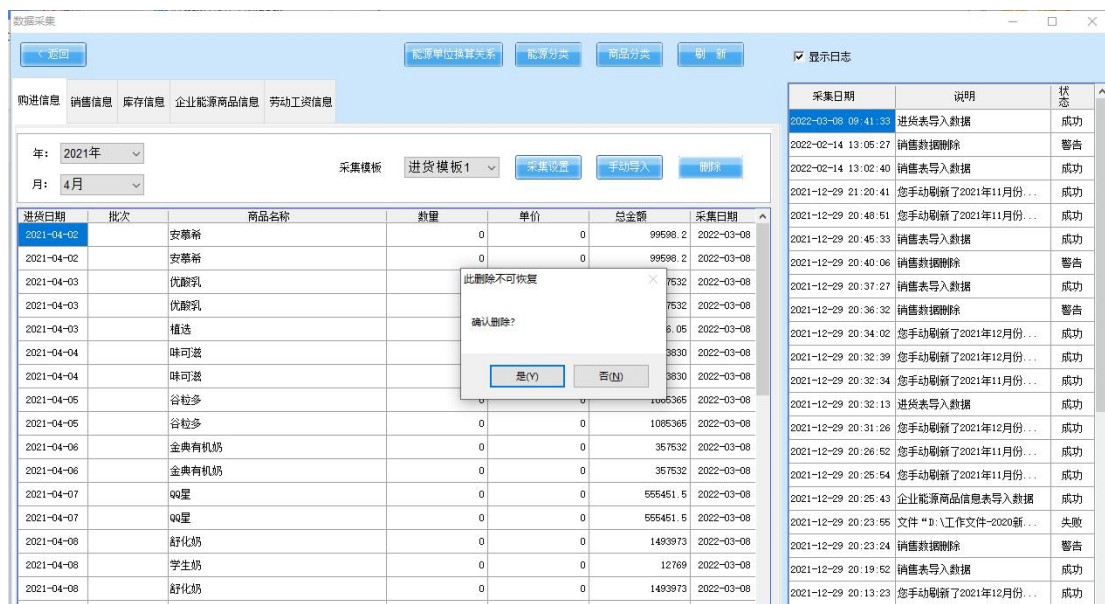 数据采集
< 返回
能源单位换算关系 能源分类 商品分类 刷 新
显示日志
购进信息 销售信息 库存信息 企业能源商品信息 劳动工资信息
年: 2021年
月: 4月
采集模板 进货模板1 采集设置 手动导入 删除
进货日期 批次 商品名称 数量 单价 总金额 采集日期
2021-04-02 安慕希 0 0 99598.2 2022-03-08
2021-04-02 安慕希 0 0 99598.2 2022-03-08
2021-04-03 优酸乳 7532 2022-03-08
2021-04-03 优酸乳 7532 2022-03-08
2021-04-03 植选 6.05 2022-03-08
2021-04-04 味可滋 3830 2022-03-08
2021-04-04 味可滋 3830 2022-03-08
2021-04-05 谷粒多 0 0 1085365 2022-03-08
2021-04-05 谷粒多 0 0 1085365 2022-03-08
2021-04-06 金典有机奶 0 0 357532 2022-03-08
2021-04-06 金典有机奶 0 0 357532 2022-03-08
2021-04-07 QQ星 0 0 555451.5 2022-03-08
2021-04-07 QQ星 0 0 555451.5 2022-03-08
2021-04-08 舒化奶 0 0 1493973 2022-03-08
2021-04-08 学生奶 0 0 12769 2022-03-08
2021-04-08 舒化奶 0 0 1493973 2022-03-08
此删除不可恢复
确认删除?
是(Y) 否(N)
采集日期 说明 状态
2022-03-08 09:41:33 进货表导入数据 成功
2022-02-14 13:05:27 销售数据删除 警告
2022-02-14 13:02:40 销售表导入数据 成功
2021-12-29 21:20:41 您手动刷新了2021年11月份... 成功
2021-12-29 20:48:51 您手动刷新了2021年11月份... 成功
2021-12-29 20:45:33 销售表导入数据 成功
2021-12-29 20:40:06 销售数据删除 警告
2021-12-29 20:37:27 销售表导入数据 成功
2021-12-29 20:36:32 销售数据删除 警告
2021-12-29 20:34:02 您手动刷新了2021年12月份... 成功
2021-12-29 20:32:39 您手动刷新了2021年12月份... 成功
2021-12-29 20:32:34 您手动刷新了2021年11月份... 成功
2021-12-29 20:32:13 进货表导入数据 成功
2021-12-29 20:31:26 您手动刷新了2021年12月份... 成功
2021-12-29 20:26:52 您手动刷新了2021年11月份... 成功
2021-12-29 20:25:54 您手动刷新了2021年11月份... 成功
2021-12-29 20:25:43 企业能源商品信息表导入数据 成功
2021-12-29 20:23:55 文件“D:\工作文件-2020新... 失败
2021-12-29 20:23:24 销售数据删除 警告
2021-12-29 20:19:52 销售表导入数据 成功
2021-12-29 20:13:23 您手动刷新了2021年11月份... 成功